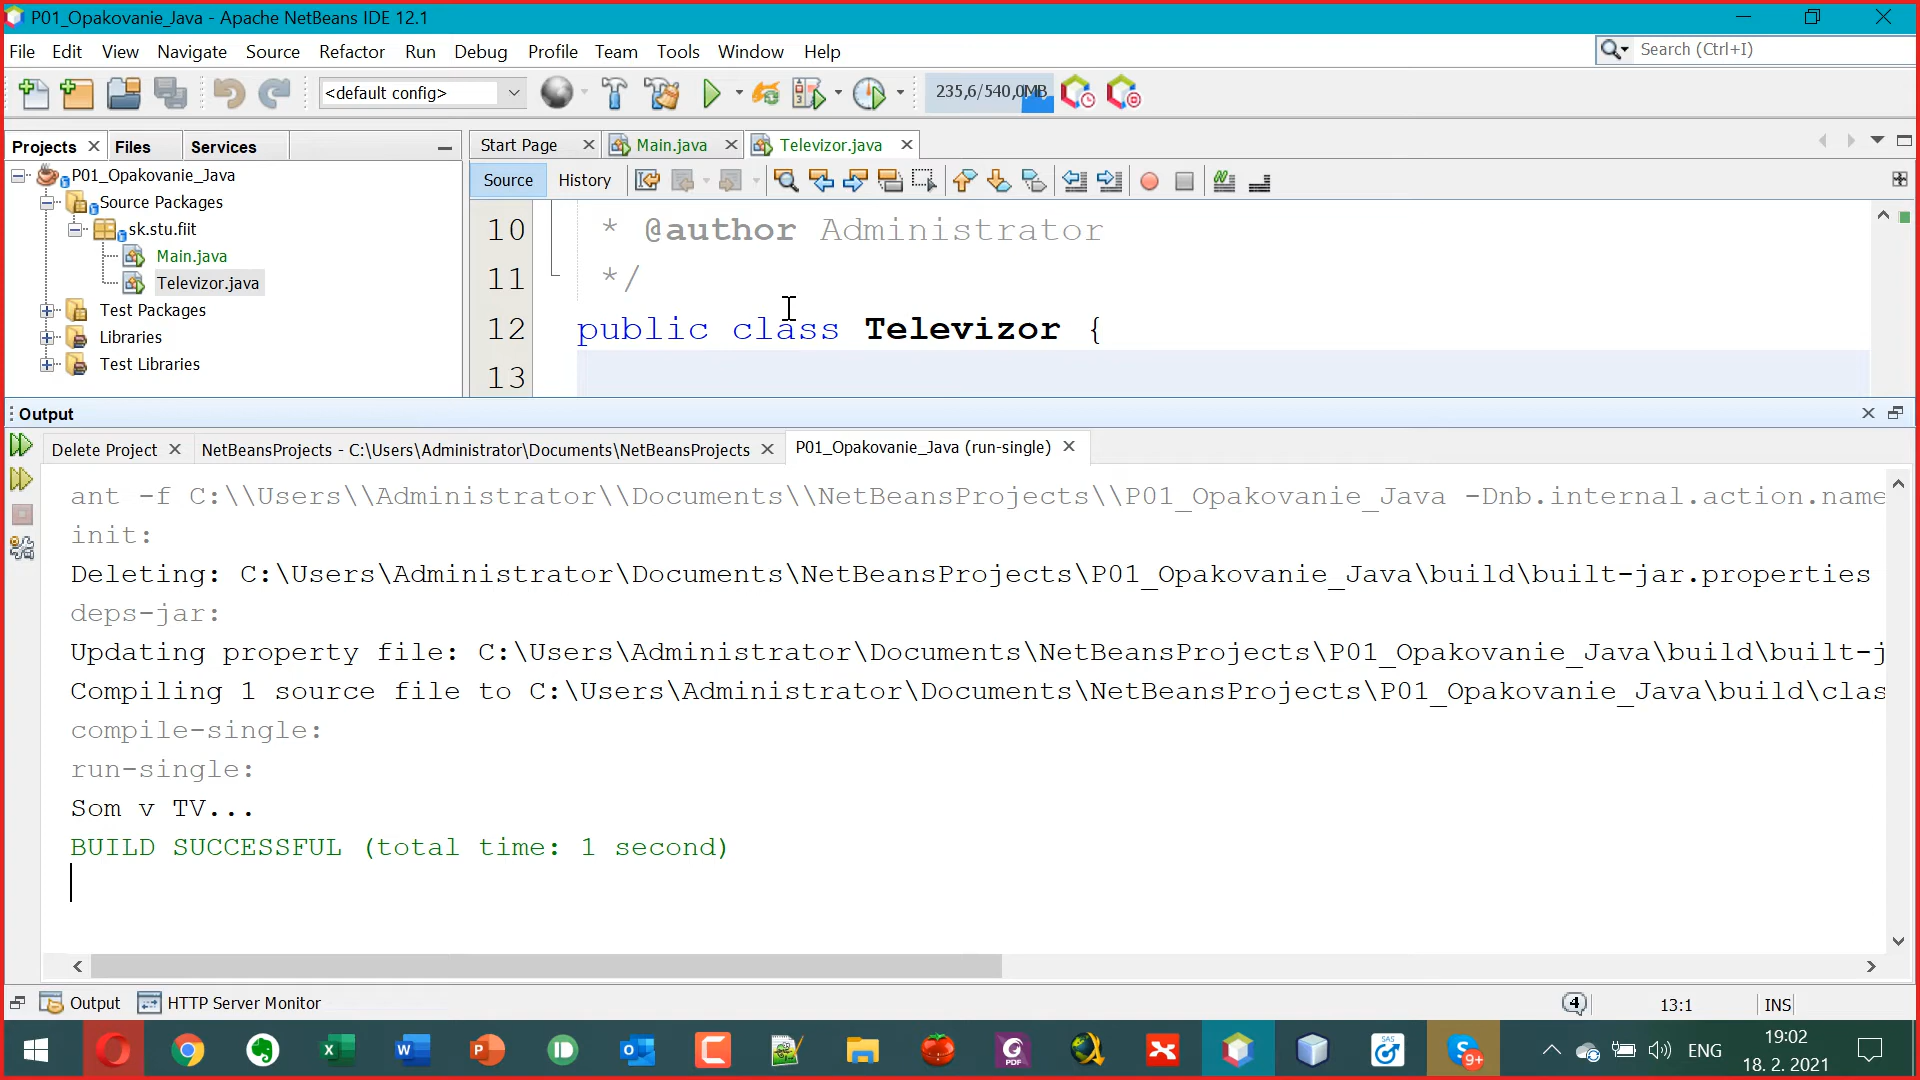 P01_Opakovanie_Java - Apache NetBeans IDE 12.1
File Edit View Navigate Source Refactor Run Debug Profile Team Tools Window Help
Search (Ctrl+I)
<default config>
235,6/540,0MB
Projects Files Services
Start Page Main.java Televizor.java
P01_Opakovanie_Java
Source Packages
sk.stu.fiit
Main.java
Televizor.java
Test Packages
Libraries
Test Libraries
Source History
10 * @author Administrator
11 */
12 public class Televizor {
13
Output
Delete Project NetBeansProjects - C:\Users\Administrator\Documents\NetBeansProjects P01_Opakovanie_Java (run-single)
ant -f C:\\Users\\Administrator\\Documents\\NetBeansProjects\\P01_Opakovanie_Java -Dnb.internal.action.name
init:
Deleting: C:\Users\Administrator\Documents\NetBeansProjects\P01_Opakovanie_Java\build\built-jar.properties
deps-jar:
Updating property file: C:\Users\Administrator\Documents\NetBeansProjects\P01_Opakovanie_Java\build\built-j
Compiling 1 source file to C:\Users\Administrator\Documents\NetBeansProjects\P01_Opakovanie_Java\build\clas
compile-single:
run-single:
Som v TV...
BUILD SUCCESSFUL (total time: 1 second)
Output HTTP Server Monitor
4 13:1 INS
9+ ENG
19:02
18. 2. 2021